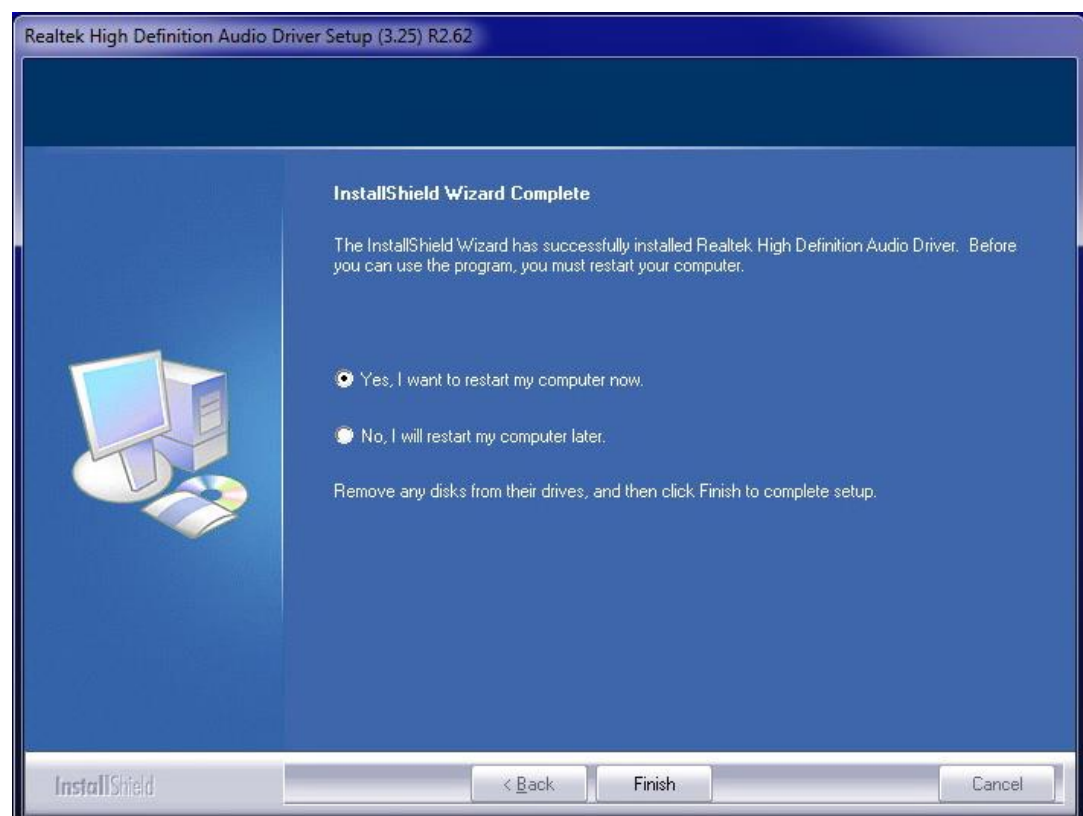 Realtek High Definition Audio Driver Setup (3.25) R2.62
InstallShield Wizard Complete
The InstallShield Wizard has successfully installed Realtek High Definition Audio Driver. Before
you can use the program, you must restart your computer.
Yes, I want to restart my computer now.
No, I will restart my computer later.
Remove any disks from their drives, and then click Finish to complete setup.
InstallShield
< Back
Finish
Cancel